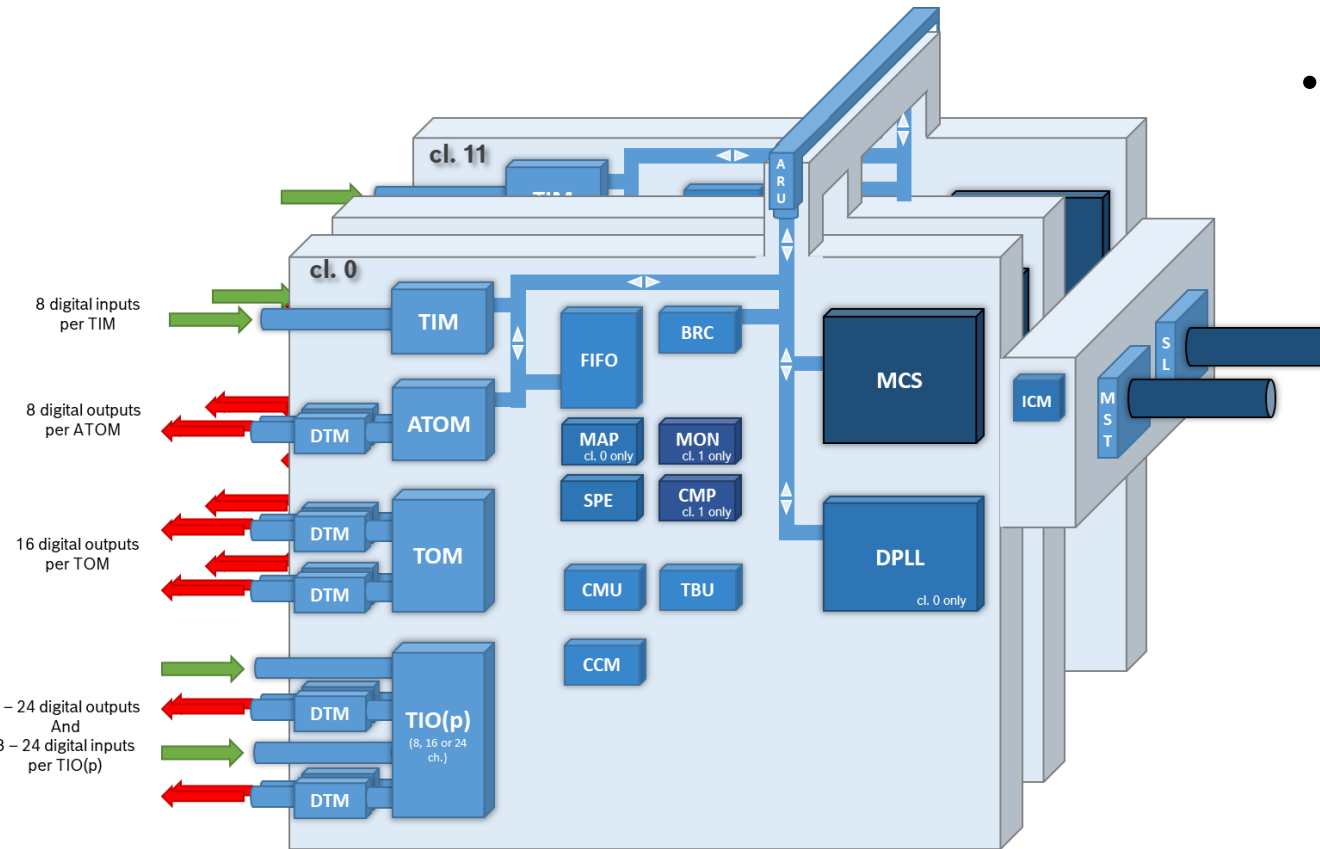 cl. 11
TIM
ARU
cl. 0
8 digital inputs
per TIM
TIM
FIFO
BRC
MCS
SL
ICM
MST
8 digital outputs
per ATOM
DTM
ATOM
MAP
cl. 0 only
MON
cl. 1 only
SPE
CMP
cl. 1 only
16 digital outputs
per TOM
DTM
DTM
TOM
DPLL
cl. 0 only
CMU
TBU
CCM
– 24 digital outputs
And
– 24 digital inputs
per TIO(p)
DTM
DTM
TIO(p)
(8, 16 or 24
ch.)